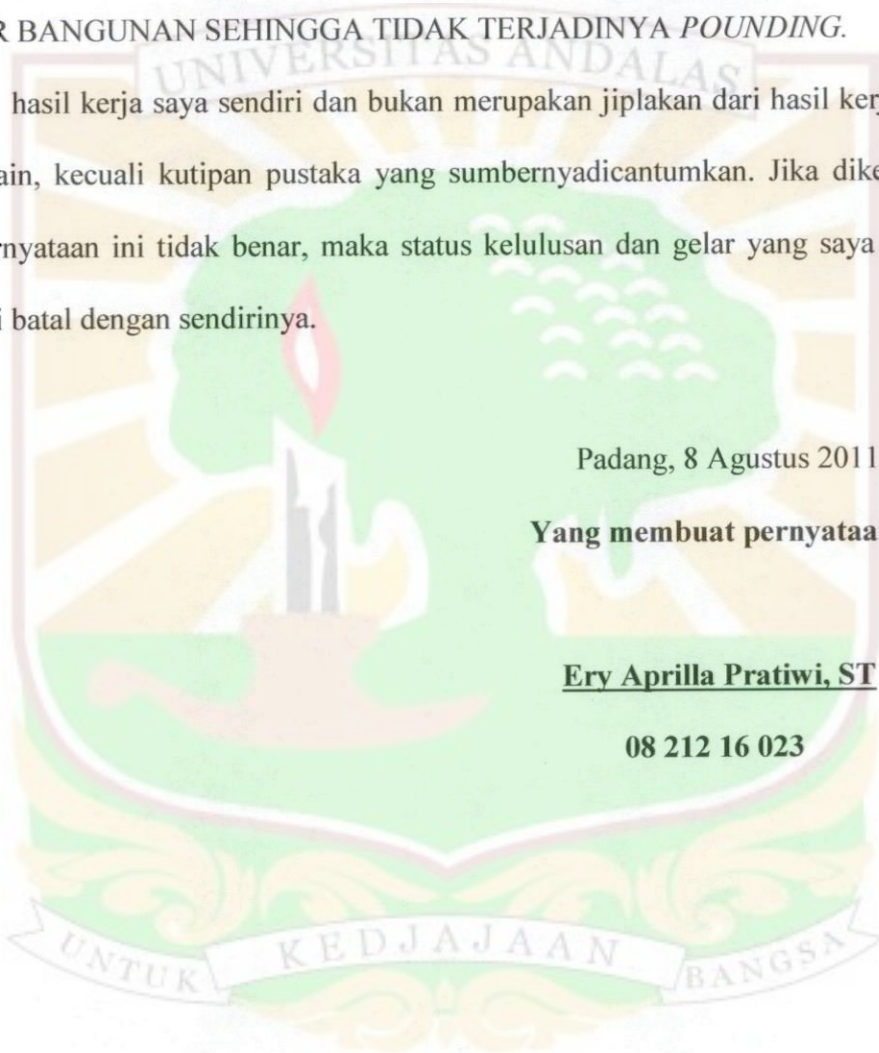 R BANGUNAN SEHINGGA TIDAK TERJADINYA POUNDING.
UNIVERSITAS ANDALAS
hasil kerja saya sendiri dan bukan merupakan jiplakan dari hasil kerj
ain, kecuali kutipan pustaka yang sumbernyadicantumkan. Jika dike
rnyataan ini tidak benar, maka status kelulusan dan gelar yang saya
i batal dengan sendirinya.
Padang, 8 Agustus 2011
Yang membuat pernyataa
Ery Aprilla Pratiwi, ST
08 212 16 023
UNTUK KEDJAJAAN BANGSA